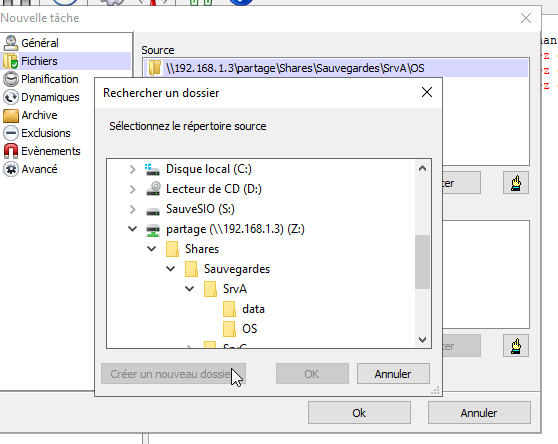 Nouvelle tâche
Général
Fichiers
Planification
Dynamiques
Archive
Exclusions
Evènements
Avancé
Source
\\192.168.1.3\partage\Shares\Sauvegardes\SrvA\OS
Rechercher un dossier
Sélectionnez le répertoire source
Disque local (C:)
Lecteur de CD (D:)
SauveSIO (S:)
partage (\\192.168.1.3) (Z:)
Shares
Sauvegardes
SrvA
data
OS
Créer un nouveau dossier
OK
Annuler
Ok
Annuler